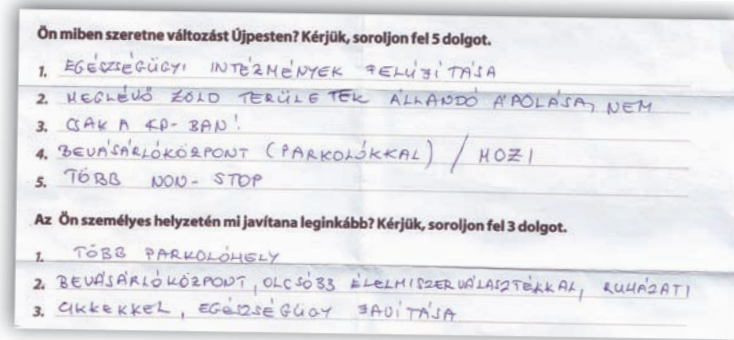 Ön miben szeretne változást Újpesten? Kérjük, soroljon fel 5 dolgot.
1. EGÉSZSÉGÜGYI INTÉZMÉNYEK FELÚJÍTÁSA
2. MEGLÉVŐ ZÖLD TERÜLETEK ÁLLANDÓ ÁPOLÁSA, NEM
3. CSAK A KP-BAN!
4. BEVÁSÁRLÓKÖZPONT (PARKOLÓKKAL) / MOZI
5. TÖBB NON-STOP
Az Ön személyes helyzetén mi javítana leginkább? Kérjük, soroljon fel 3 dolgot.
1. TÖBB PARKOLÓHELY
2. BEVÁSÁRLÓKÖZPONT, OLCSÓBB ÉLELMISZERVÁLASZTÉKKAL, RUHÁZATI
3. CIKKEKKEL, EGÉSZSÉGÜGY JAVÍTÁSA